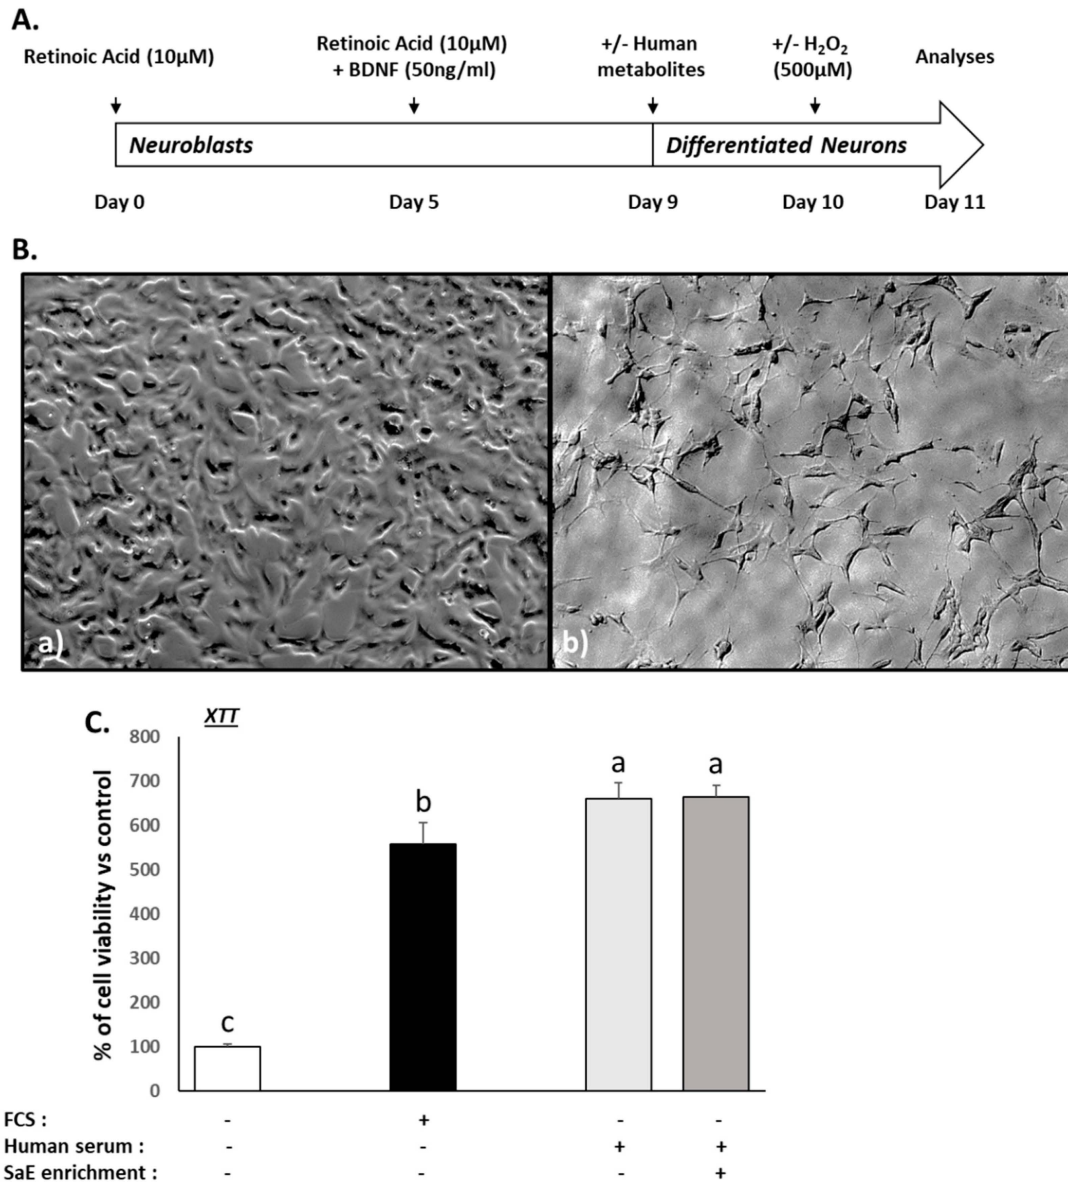 A.
Retinoic Acid (10µM)
Retinoic Acid (10µM)
+ BDNF (50ng/ml)
+/- Human
metabolites
+/- H₂O₂
(500µM)
Analyses
Neuroblasts
Differentiated Neurons
Day 0
Day 5
Day 9
Day 10
Day 11
B.
a)
b)
C.
XTT
% of cell viability vs control
800
700
600
500
400
300
200
100
0
c
b
a
a
FCS : - + - -
Human serum : - - + +
SaE enrichment : - - - +